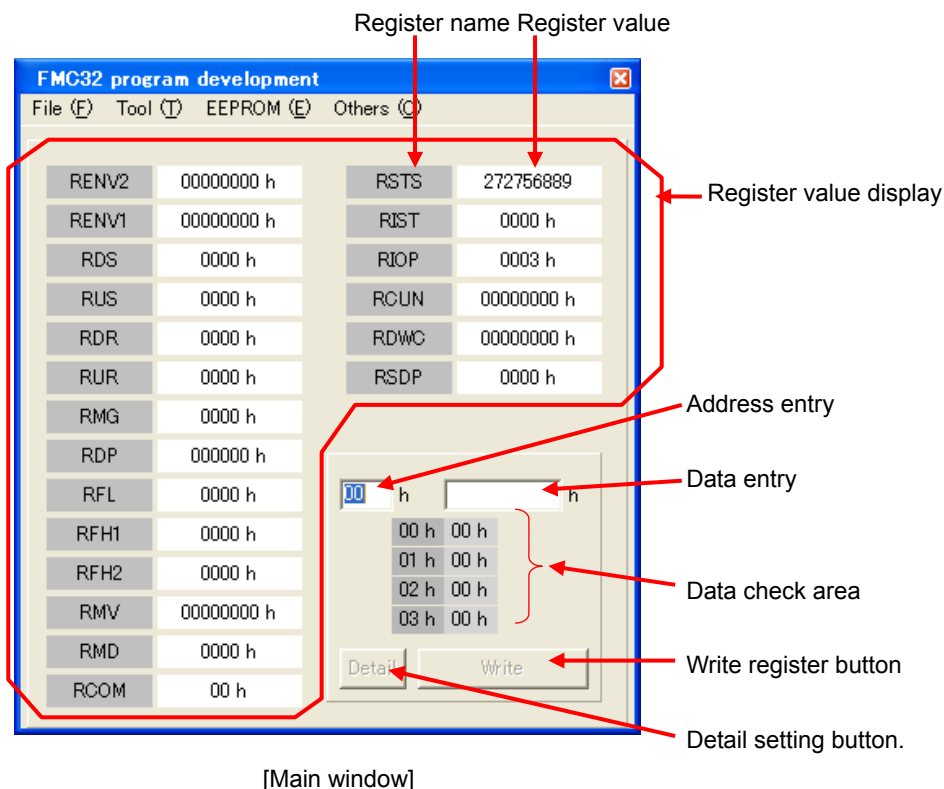 Register name Register value
FMC32 program development
File (F) Tool (T) EEPROM (E) Others (O)
RENV2 00000000 h RSTS 272756889
Register value display
RENV1 00000000 h RIST 0000 h
RDS 0000 h RIOP 0003 h
RUS 0000 h RCUN 00000000 h
RDR 0000 h RDWC 00000000 h
RUR 0000 h RSDP 0000 h
RMG 0000 h
Address entry
RDP 000000 h
Data entry
RFL 0000 h 00 h h
RFH1 0000 h 00 h 00 h
01 h 00 h
RFH2 0000 h 02 h 00 h
Data check area
RMV 00000000 h 03 h 00 h
RMD 0000 h Detail Write
Write register button
RCOM 00 h
Detail setting button.
[Main window]